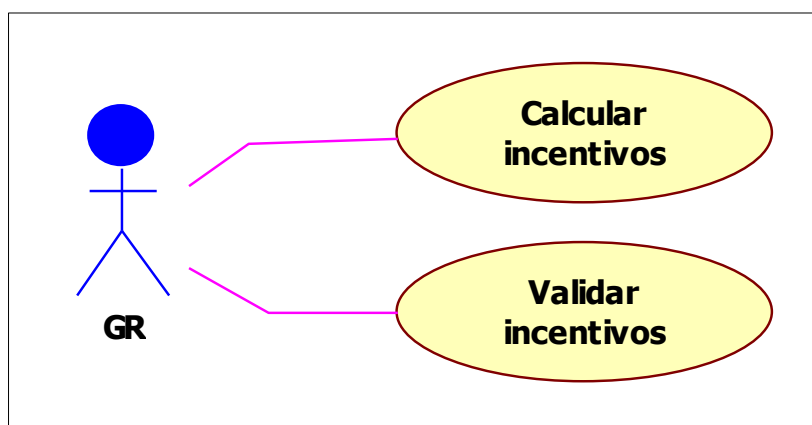 Calcular
incentivos
Validar
incentivos
GR